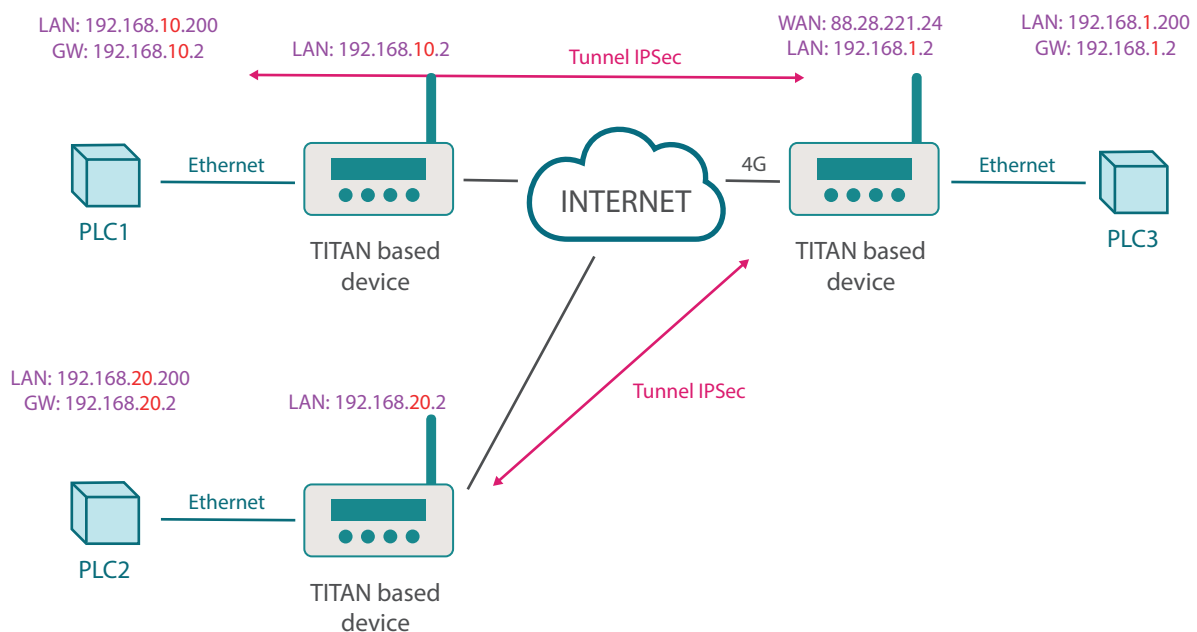 LAN: 192.168.10.200
GW: 192.168.10.2
LAN: 192.168.10.2
Tunnel IPSec
WAN: 88.28.221.24
LAN: 192.168.1.2
LAN: 192.168.1.200
GW: 192.168.1.2
Ethernet
INTERNET
4G
Ethernet
PLC1
TITAN based
device
TITAN based
device
PLC3
LAN: 192.168.20.200
GW: 192.168.20.2
LAN: 192.168.20.2
Tunnel IPSec
Ethernet
PLC2
TITAN based
device